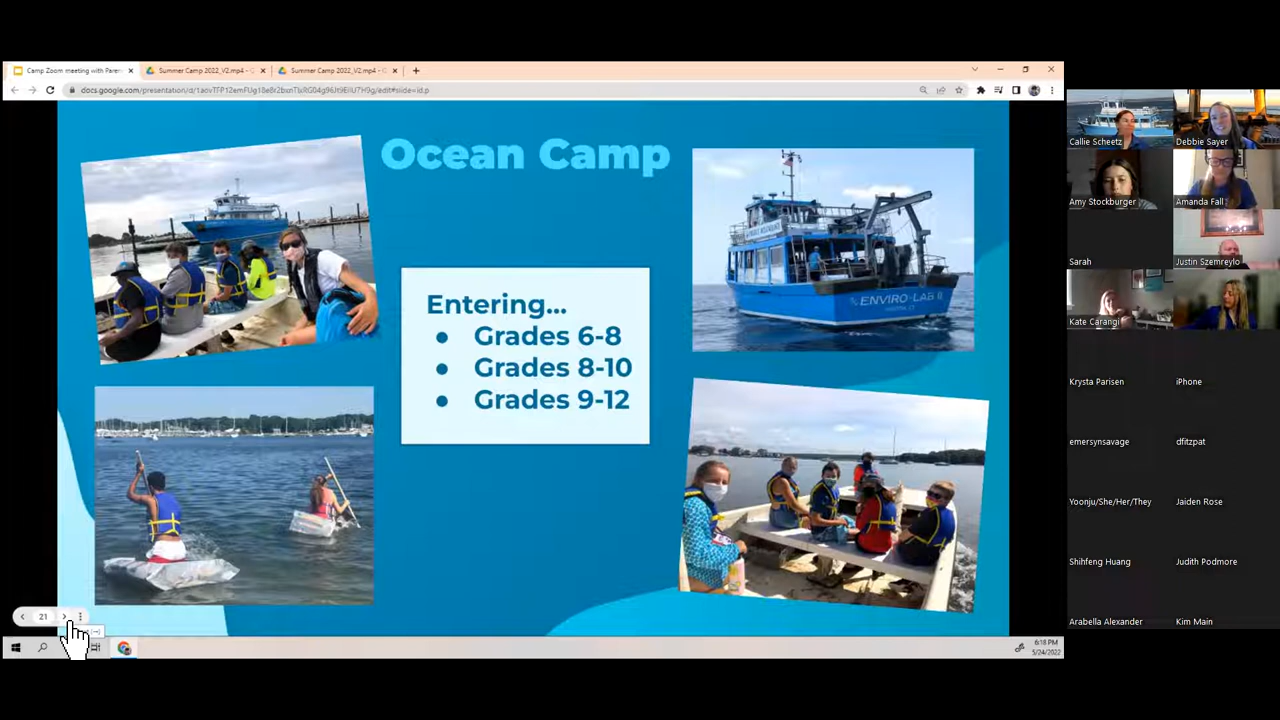 Camp Zoom meeting with Paren
Summer Camp 2022_V2.mp4 - G
Summer Camp 2022_V2.mp4 - G
Ocean Camp
Entering...
Grades 6-8
Grades 8-10
Grades 9-12
ENVIRO-LAB II
21
6:18 PM
5/24/2022
Callie Scheetz
Debbie Sayer
Amy Stockburger
Amanda Fall
Sarah
Justin Szemreylo
Kate Carangi
Krysta Parisen
iPhone
emersynsavage
dfitzpat
Yoonju/She/Her/They
Jaiden Rose
Shihfeng Huang
Judith Podmore
Arabella Alexander
Kim Main